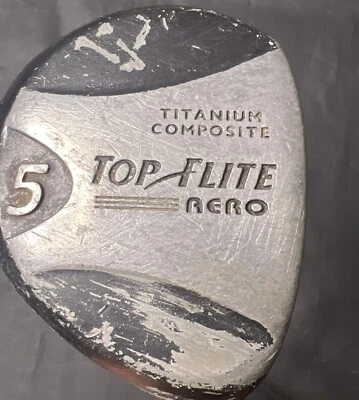 TITANIUM
COMPOSITE
TOP FLITE
5
AERO